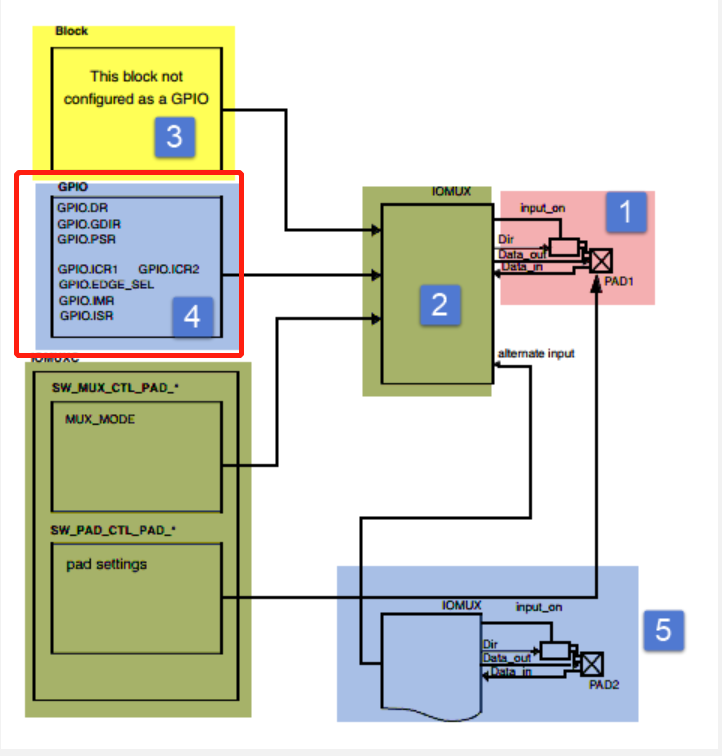 Block
This block not
configured as a GPIO
3
GPIO
GPIO.DR
GPIO.GDIR
GPIO.PSR
GPIO.ICR1 GPIO.ICR2
GPIO.EDGE_SEL
GPIO.IMR
GPIO.ISR
4
IOMUX
2
input_on
1
Dir
Data_out
Data_in
PAD1
alternate input
IOMUXC
SW_MUX_CTL_PAD_*
MUX_MODE
SW_PAD_CTL_PAD_*
pad settings
IOMUX
input_on
5
Dir
Data_out
Data_in
PAD2